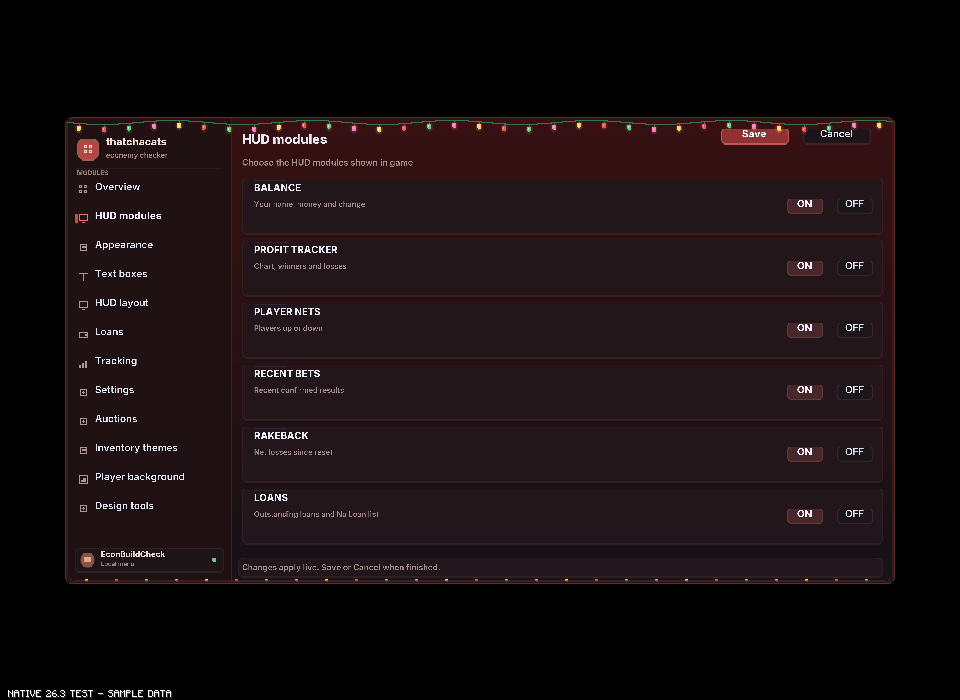 thatchacats
economy checker
MODULES
Overview
HUD modules
Appearance
Text boxes
HUD layout
Loans
Tracking
Settings
Auctions
Inventory themes
Player background
Design tools
EconBuildCheck
Local menu
HUD modules
Save
Cancel
Choose the HUD modules shown in game
BALANCE
Your name, money and change
ON
OFF
PROFIT TRACKER
Chart, winners and losses
ON
OFF
PLAYER NETS
Players up or down
ON
OFF
RECENT BETS
Recent confirmed results
ON
OFF
RAKEBACK
Net losses since reset
ON
OFF
LOANS
Outstanding loans and No Loan list
ON
OFF
Changes apply live. Save or Cancel when finished.
NATIVE 26.3 TEST - SAMPLE DATA